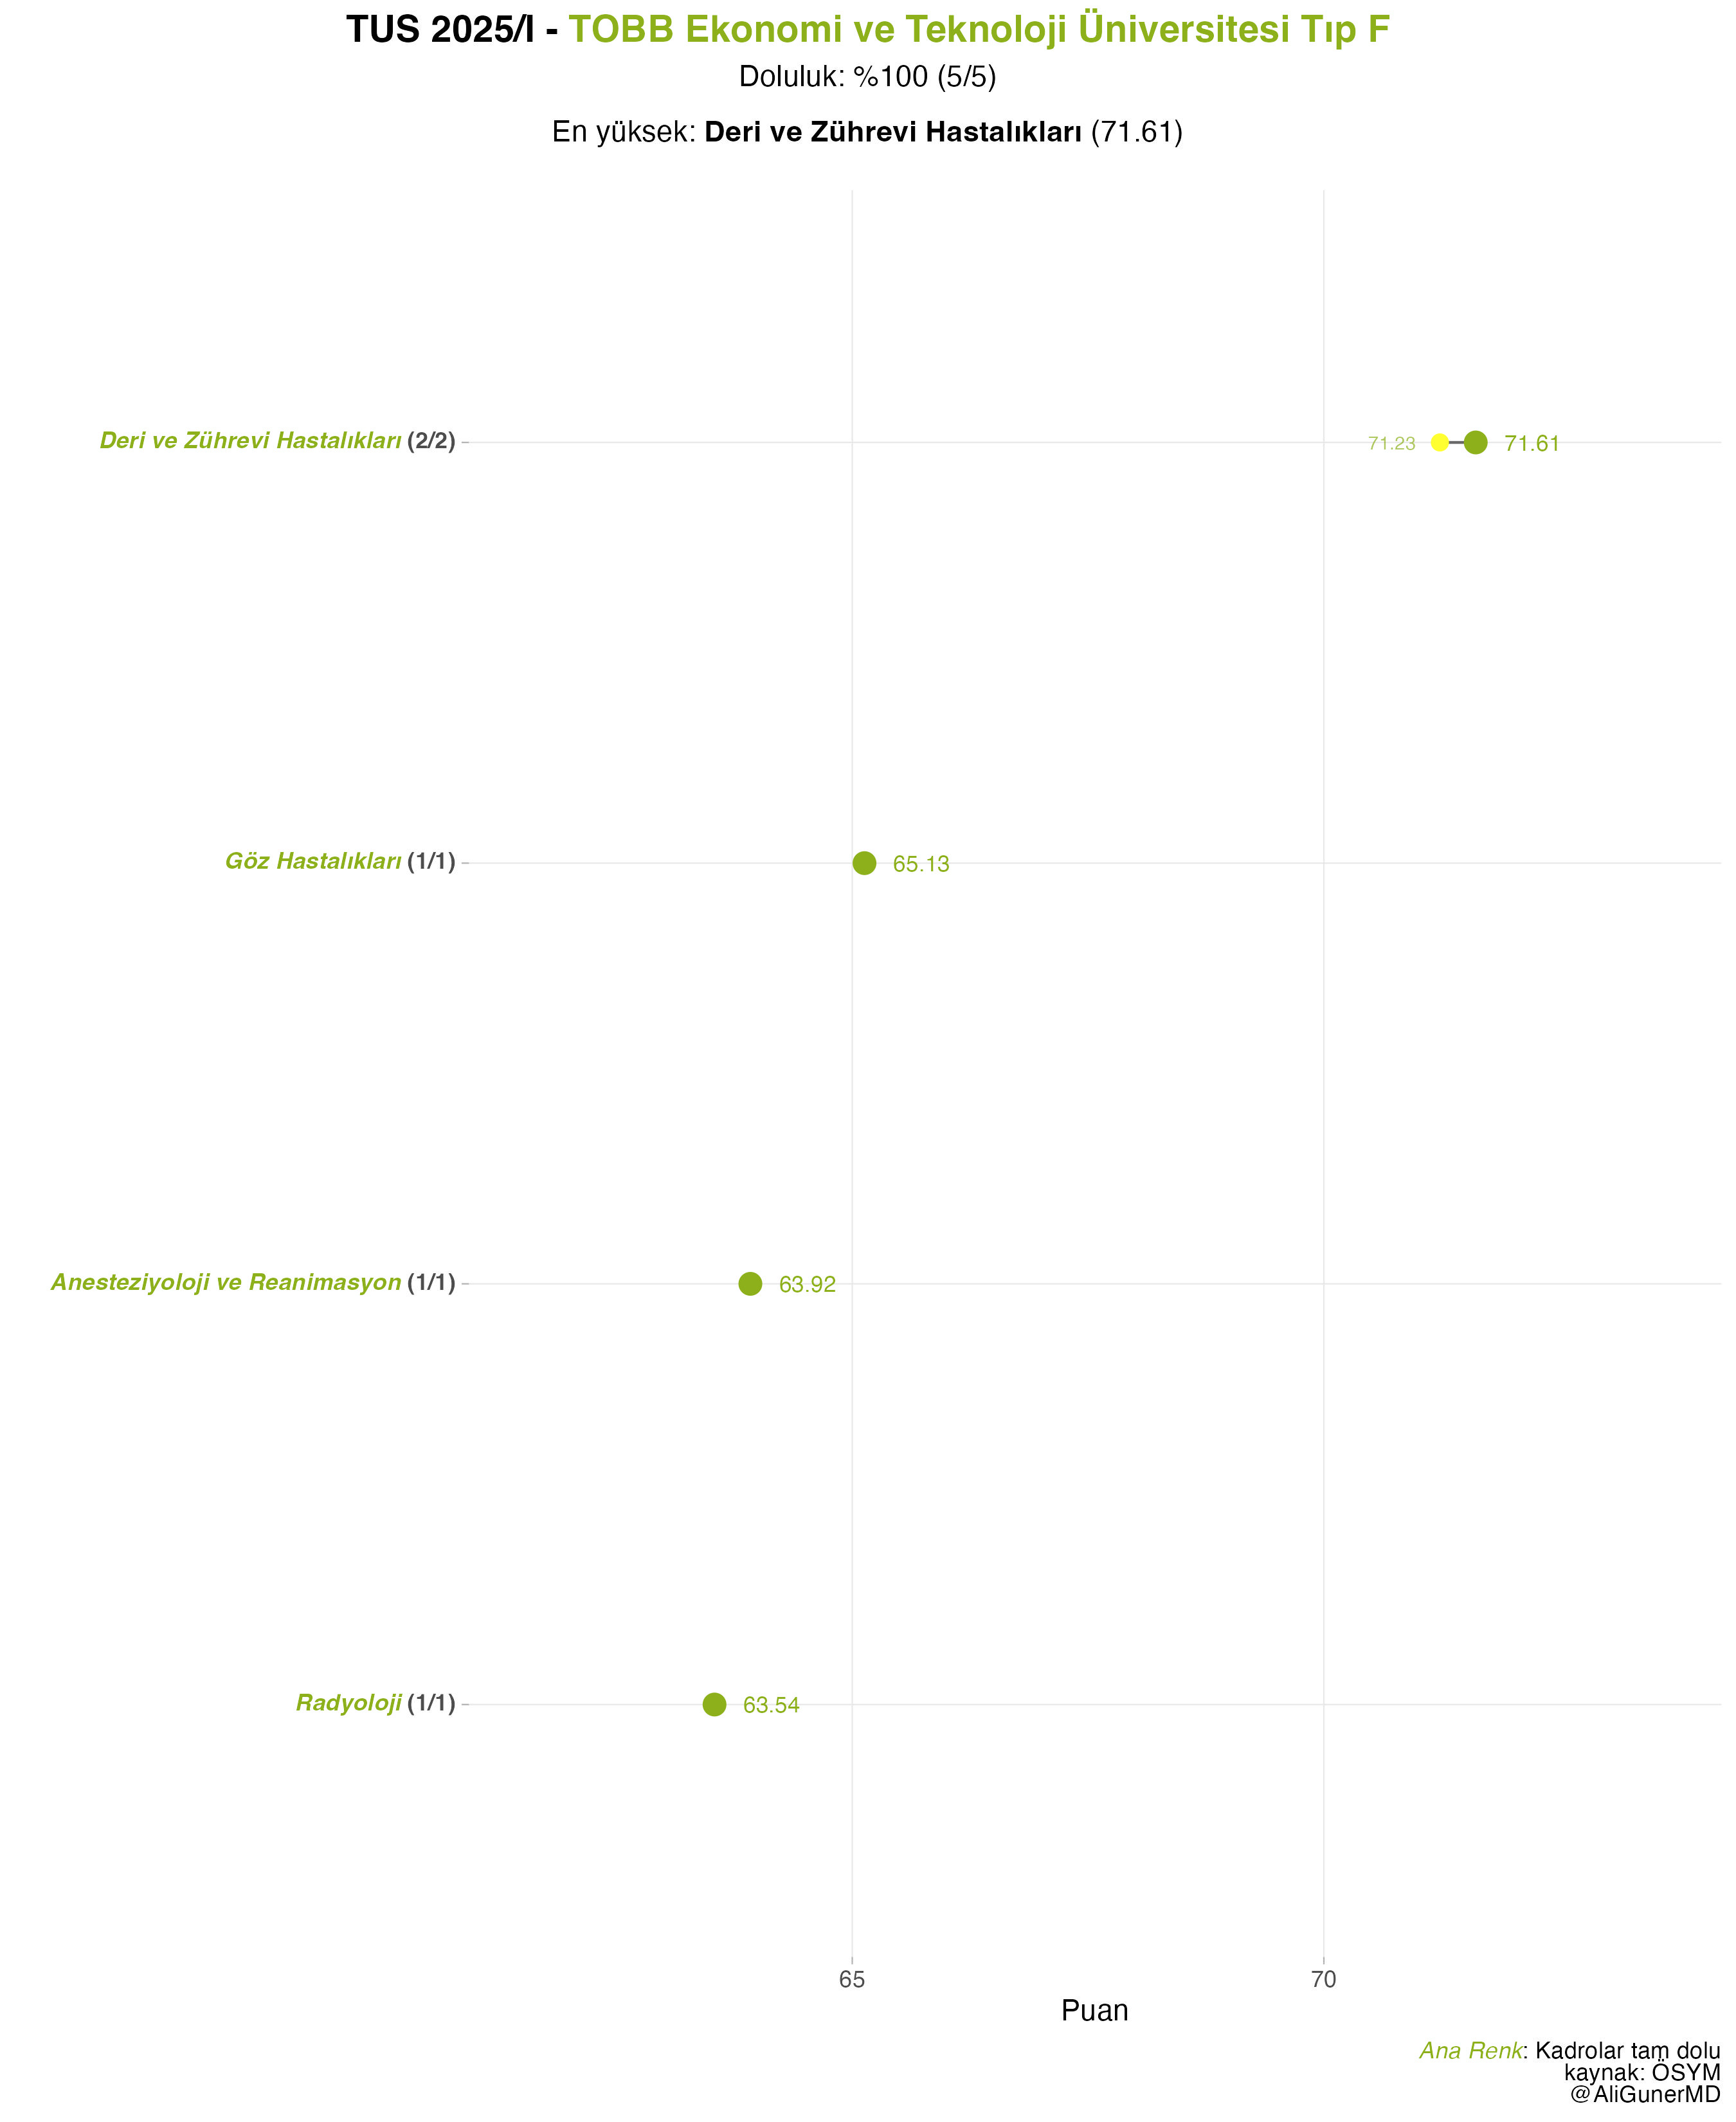 TUS 2025/I - TOBB Ekonomi ve Teknoloji Üniversitesi Tıp F
Doluluk: %100 (5/5)
En yüksek: Deri ve Zührevi Hastalıkları (71.61)
Deri ve Zührevi Hastalıkları (2/2)
71.23
71.61
Göz Hastalıkları (1/1)
65.13
Anesteziyoloji ve Reanimasyon (1/1)
63.92
Radyoloji (1/1)
63.54
65
70
Puan
Ana Renk: Kadrolar tam dolu
kaynak: ÖSYM
@AliGunerMD